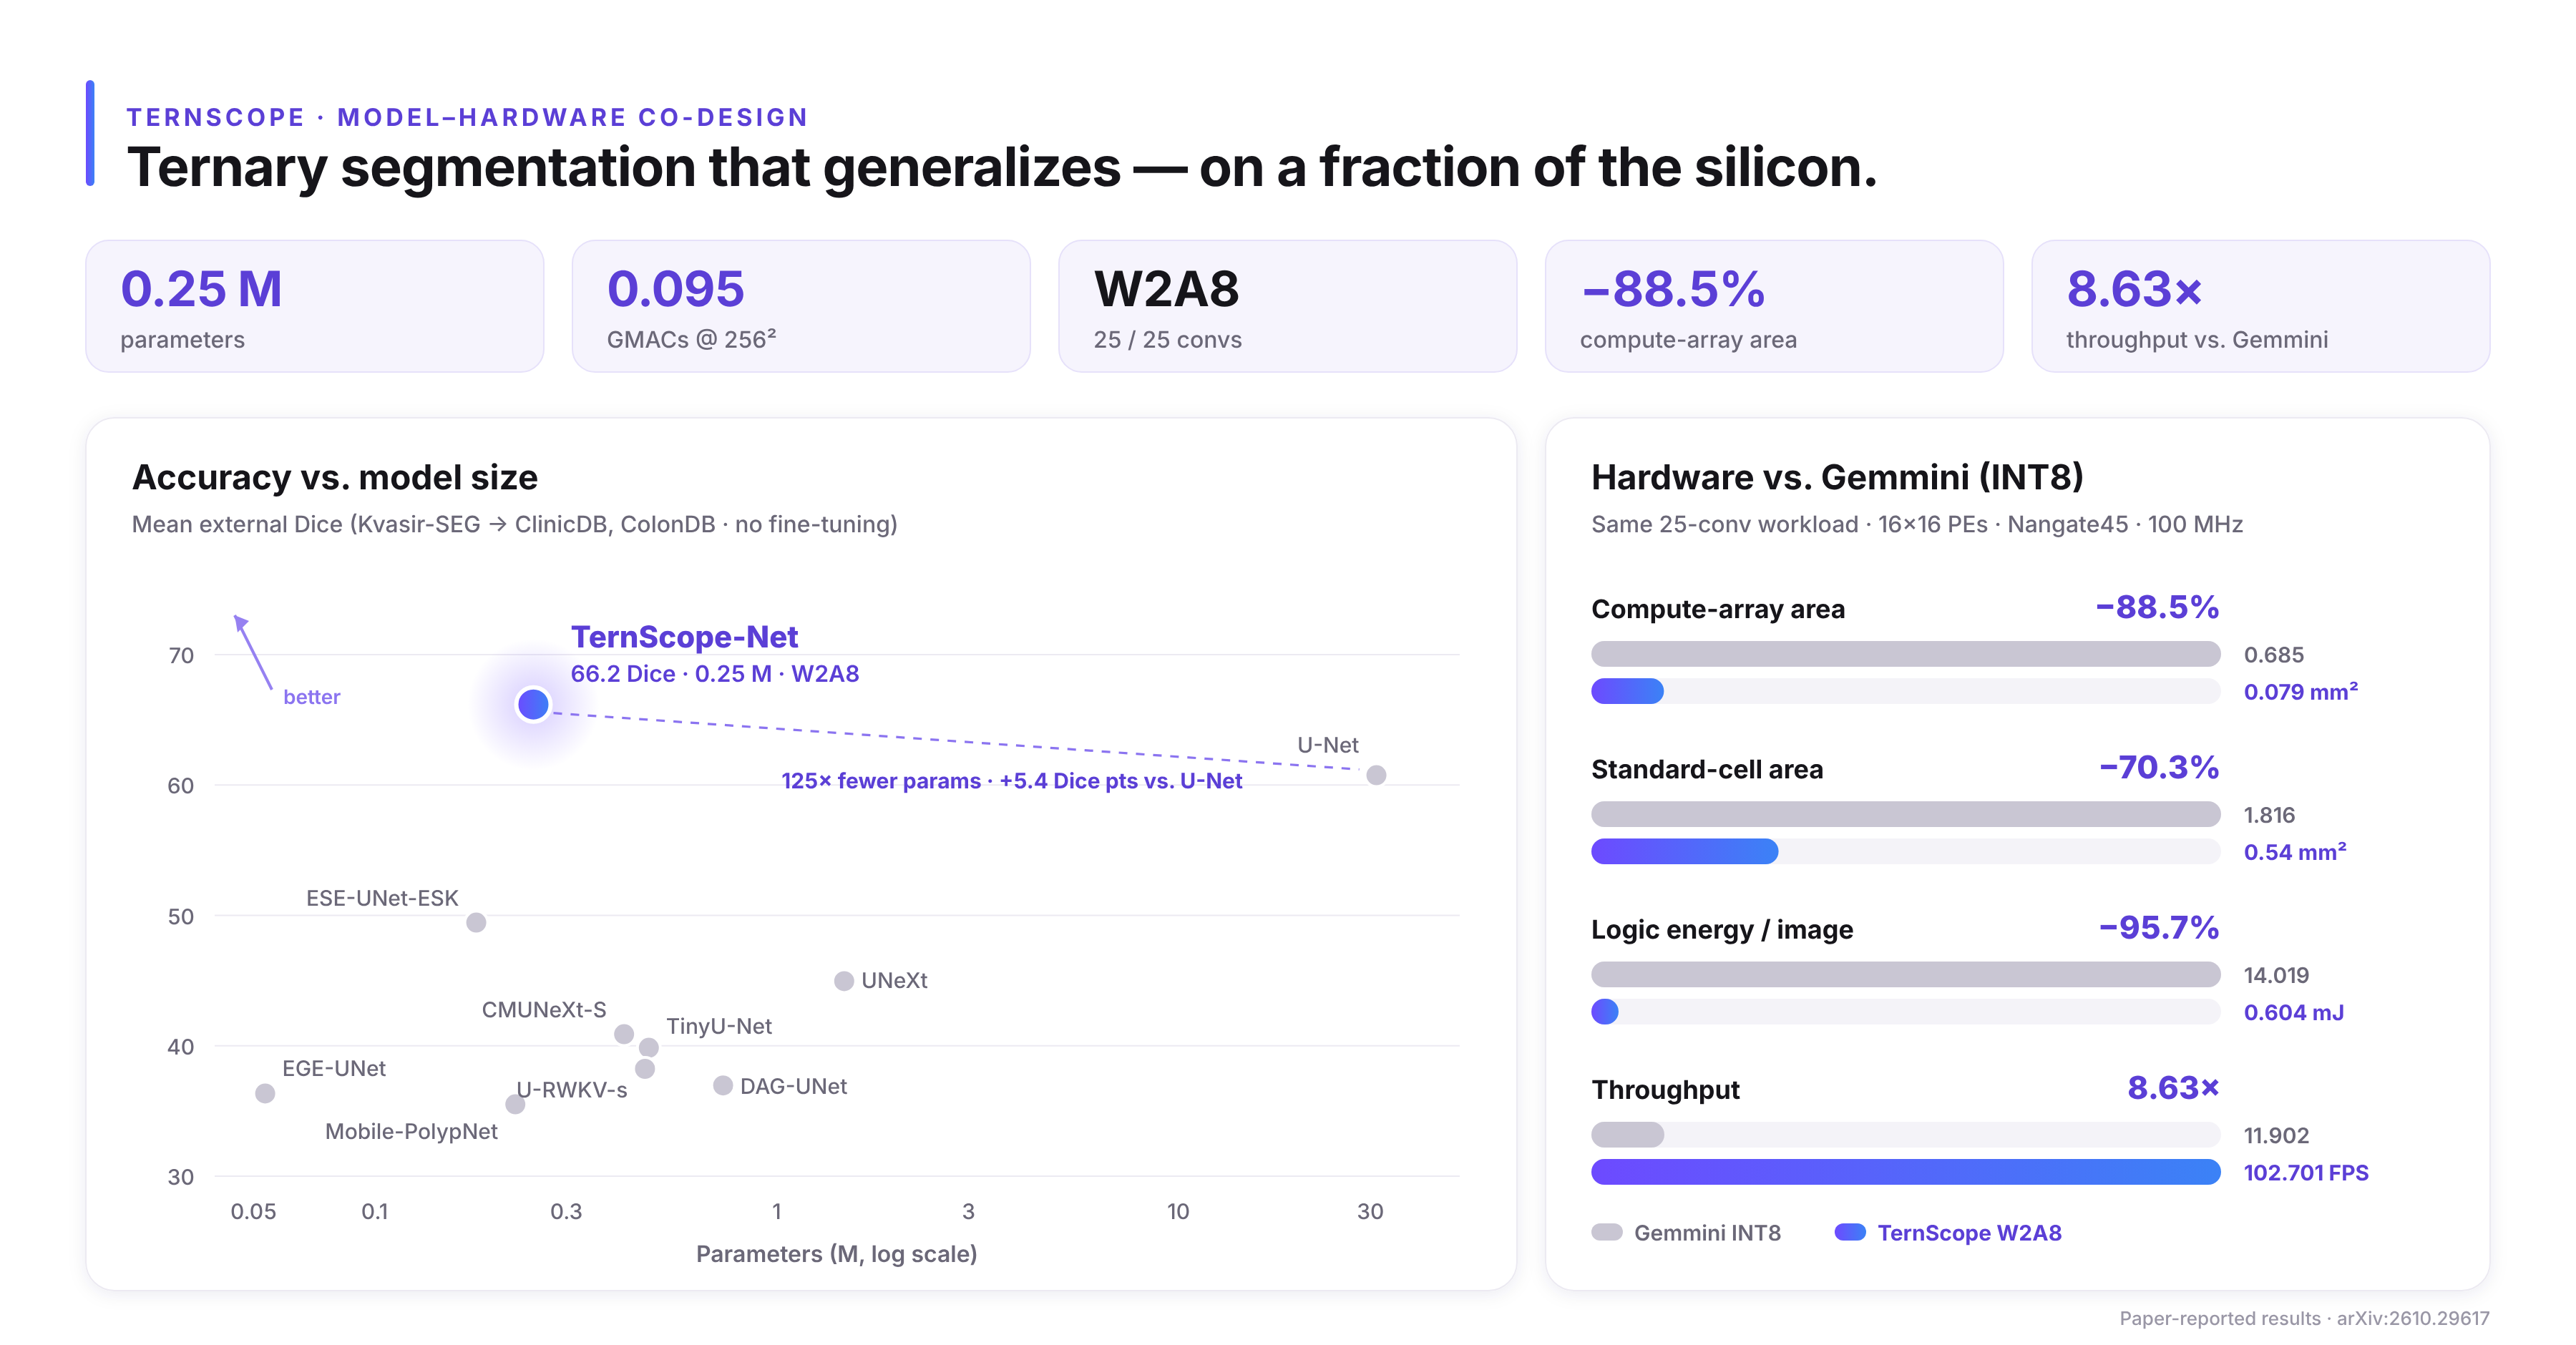 TERNSCOPE · MODEL–HARDWARE CO-DESIGN
Ternary segmentation that generalizes — on a fraction of the silicon.
0.25 M
parameters
0.095
GMACs @ 256²
W2A8
25 / 25 convs
−88.5%
compute-array area
8.63×
throughput vs. Gemmini
Accuracy vs. model size
Mean external Dice (Kvasir-SEG → ClinicDB, ColonDB · no fine-tuning)
better
TernScope-Net
66.2 Dice · 0.25 M · W2A8
70
U-Net
125× fewer params · +5.4 Dice pts vs. U-Net
60
ESE-UNet-ESK
50
UNeXt
CMUNeXt-S
TinyU-Net
40
EGE-UNet
U-RWKV-s
DAG-UNet
Mobile-PolypNet
30
0.05 0.1 0.3 1 3 10 30
Parameters (M, log scale)
Hardware vs. Gemmini (INT8)
Same 25-conv workload · 16×16 PEs · Nangate45 · 100 MHz
Compute-array area −88.5%
0.685
0.079 mm²
Standard-cell area −70.3%
1.816
0.54 mm²
Logic energy / image −95.7%
14.019
0.604 mJ
Throughput 8.63×
11.902
102.701 FPS
Gemmini INT8 TernScope W2A8
Paper-reported results · arXiv:2610.29617